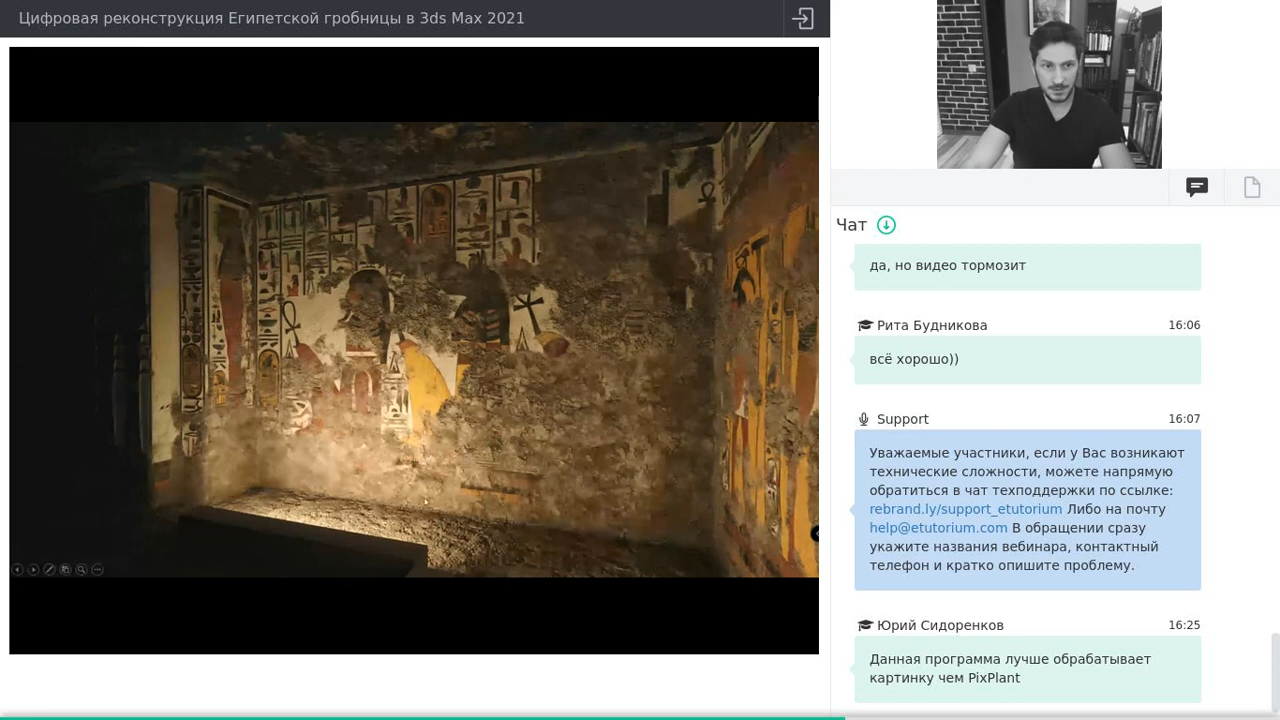 Цифровая реконструкция Египетской гробницы в 3ds Max 2021
Чат
да, но видео тормозит
Рита Будникова 16:06
всё хорошо))
Support 16:07
Уважаемые участники, если у Вас возникают
технические сложности, можете напрямую
обратиться в чат техподдержки по ссылке:
rebrand.ly/support_etutorium Либо на почту
help@etutorium.com В обращении сразу
укажите названия вебинара, контактный
телефон и кратко опишите проблему.
Юрий Сидоренков 16:25
Данная программа лучше обрабатывает
картинку чем PixPlant